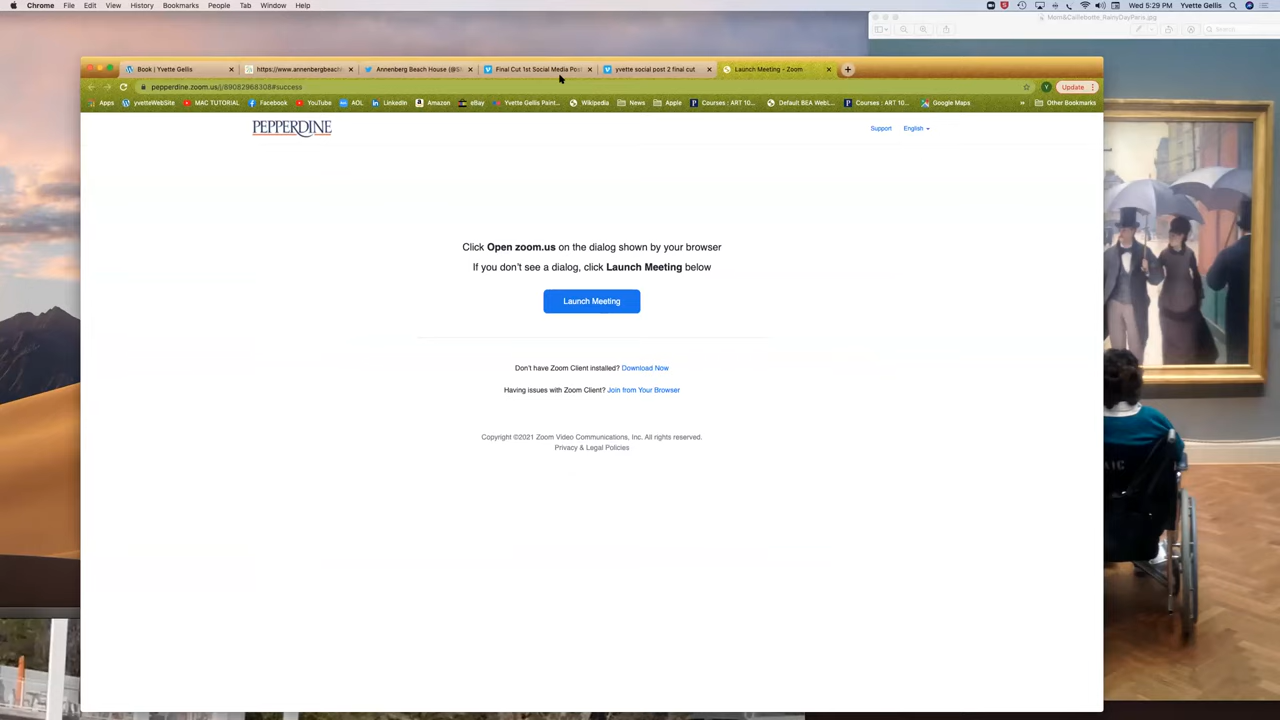 Chrome File Edit View History Bookmarks People Tab Window Help
Wed 5:29 PM Yvette Gellis
Mom&Caillebotte_RainyDayParis.jpg
Search
Book | Yvette Gellis
https://www.annenbergbeach
Annenberg Beach House (@S
Final Cut 1st Social Media Pos
yvette social post 2 final cut
Launch Meeting - Zoom
pepperdine.zoom.us/j/89082968308#success
Update
Apps yvetteWebSite MAC TUTORIAL Facebook YouTube AOL LinkedIn Amazon eBay Yvette Gellis Paint... Wikipedia News Apple Courses : ART 10... Default BEA WebL... Courses : ART 10... Google Maps » Other Bookmarks
PEPPERDINE
Support English
Click Open zoom.us on the dialog shown by your browser
If you don't see a dialog, click Launch Meeting below
Launch Meeting
Don't have Zoom Client installed? Download Now
Having issues with Zoom Client? Join from Your Browser
Copyright ©2021 Zoom Video Communications, Inc. All rights reserved.
Privacy & Legal Policies